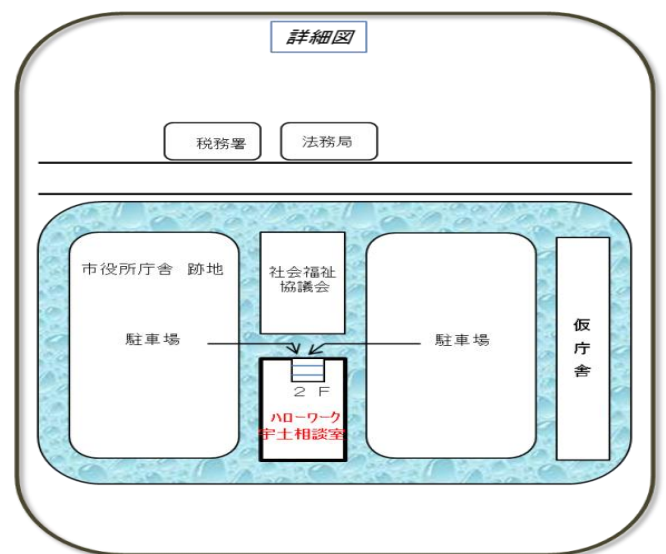 詳細図
税務署
法務局
市役所庁舎 跡地
社会福祉
協議会
駐車場
駐車場
仮庁舎
2 F
ハローワーク
宇土相談室